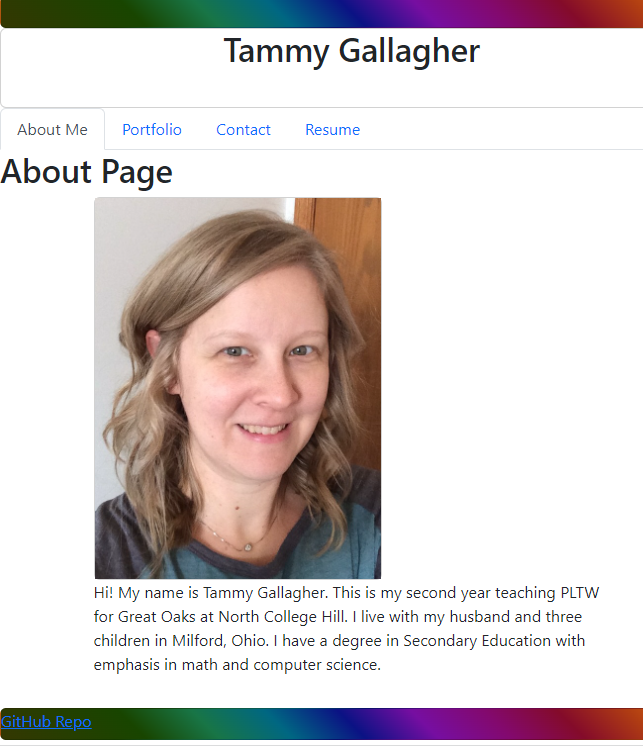 Tammy Gallagher
About Me Portfolio Contact Resume
About Page
Hi! My name is Tammy Gallagher. This is my second year teaching PLTW
for Great Oaks at North College Hill. I live with my husband and three
children in Milford, Ohio. I have a degree in Secondary Education with
emphasis in math and computer science.
GitHub Repo